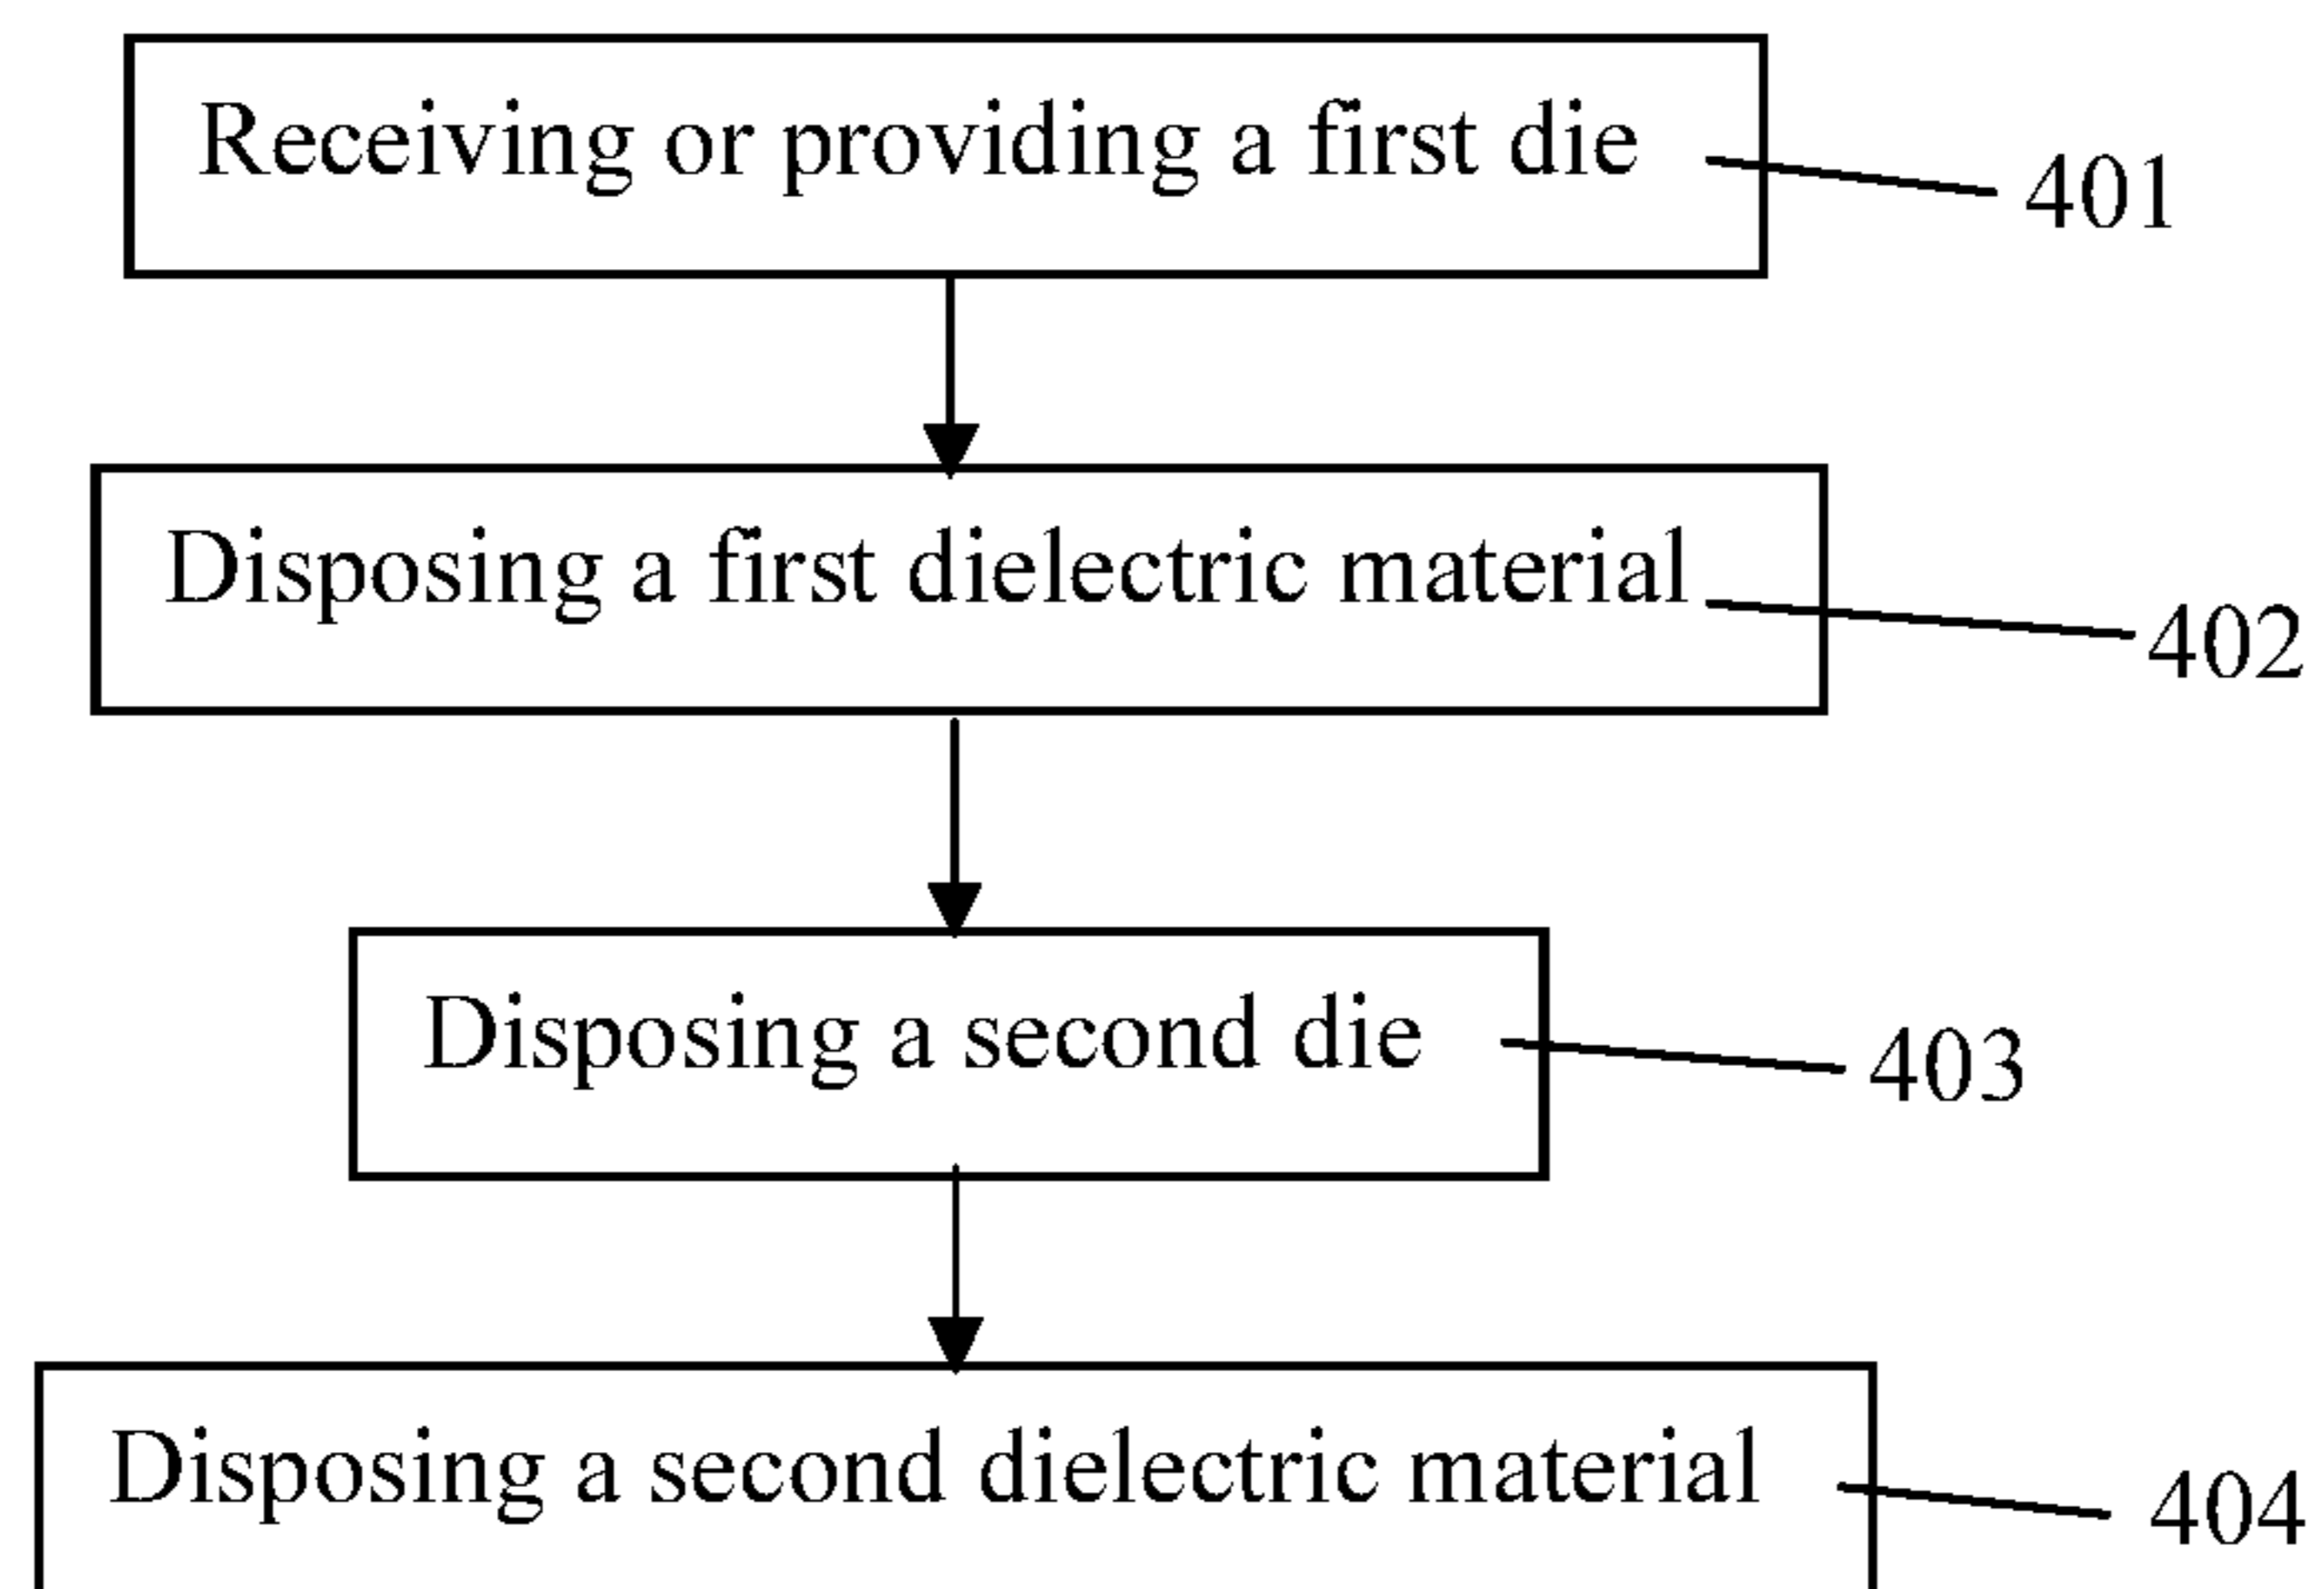 Receiving or providing a first die
401
Disposing a first dielectric material
402
Disposing a second die
403
Disposing a second dielectric material
404